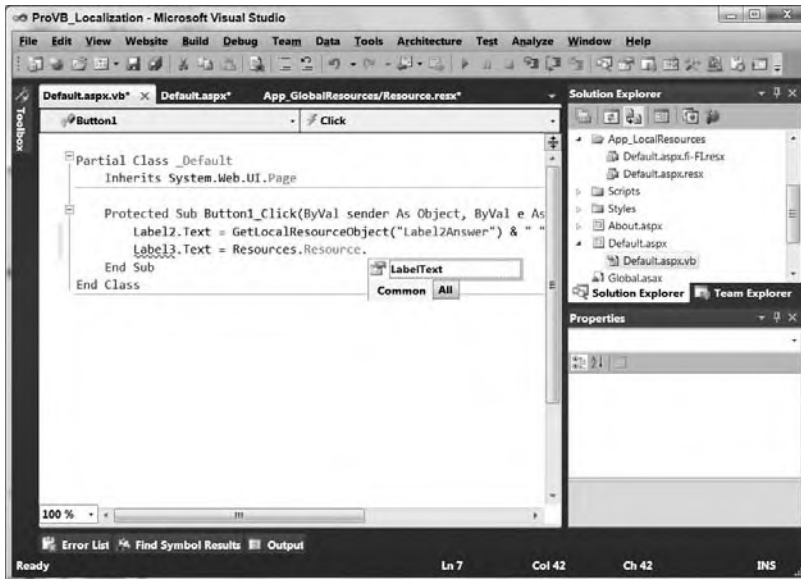 ProVB_Localization - Microsoft Visual Studio
File Edit View Website Build Debug Team Data Tools Architecture Test Analyze Window Help
Toolbox
Default.aspx.vb* Default.aspx* App_GlobalResources/Resource.resx*
Button1 Click
Partial Class _Default
Inherits System.Web.UI.Page
Protected Sub Button1_Click(ByVal sender As Object, ByVal e As
Label2.Text = GetLocalResourceObject("Label2Answer") & " "
Label3.Text = Resources.Resource.
End Sub
End Class
LabelText
Common All
100 %
Solution Explorer
App_LocalResources
Default.aspx.fi-FI.resx
Default.aspx.resx
Scripts
Styles
About.aspx
Default.aspx
Default.aspx.vb
Global.asax
Solution Explorer Team Explorer
Properties
Error List Find Symbol Results Output
Ready Ln 7 Col 42 Ch 42 INS